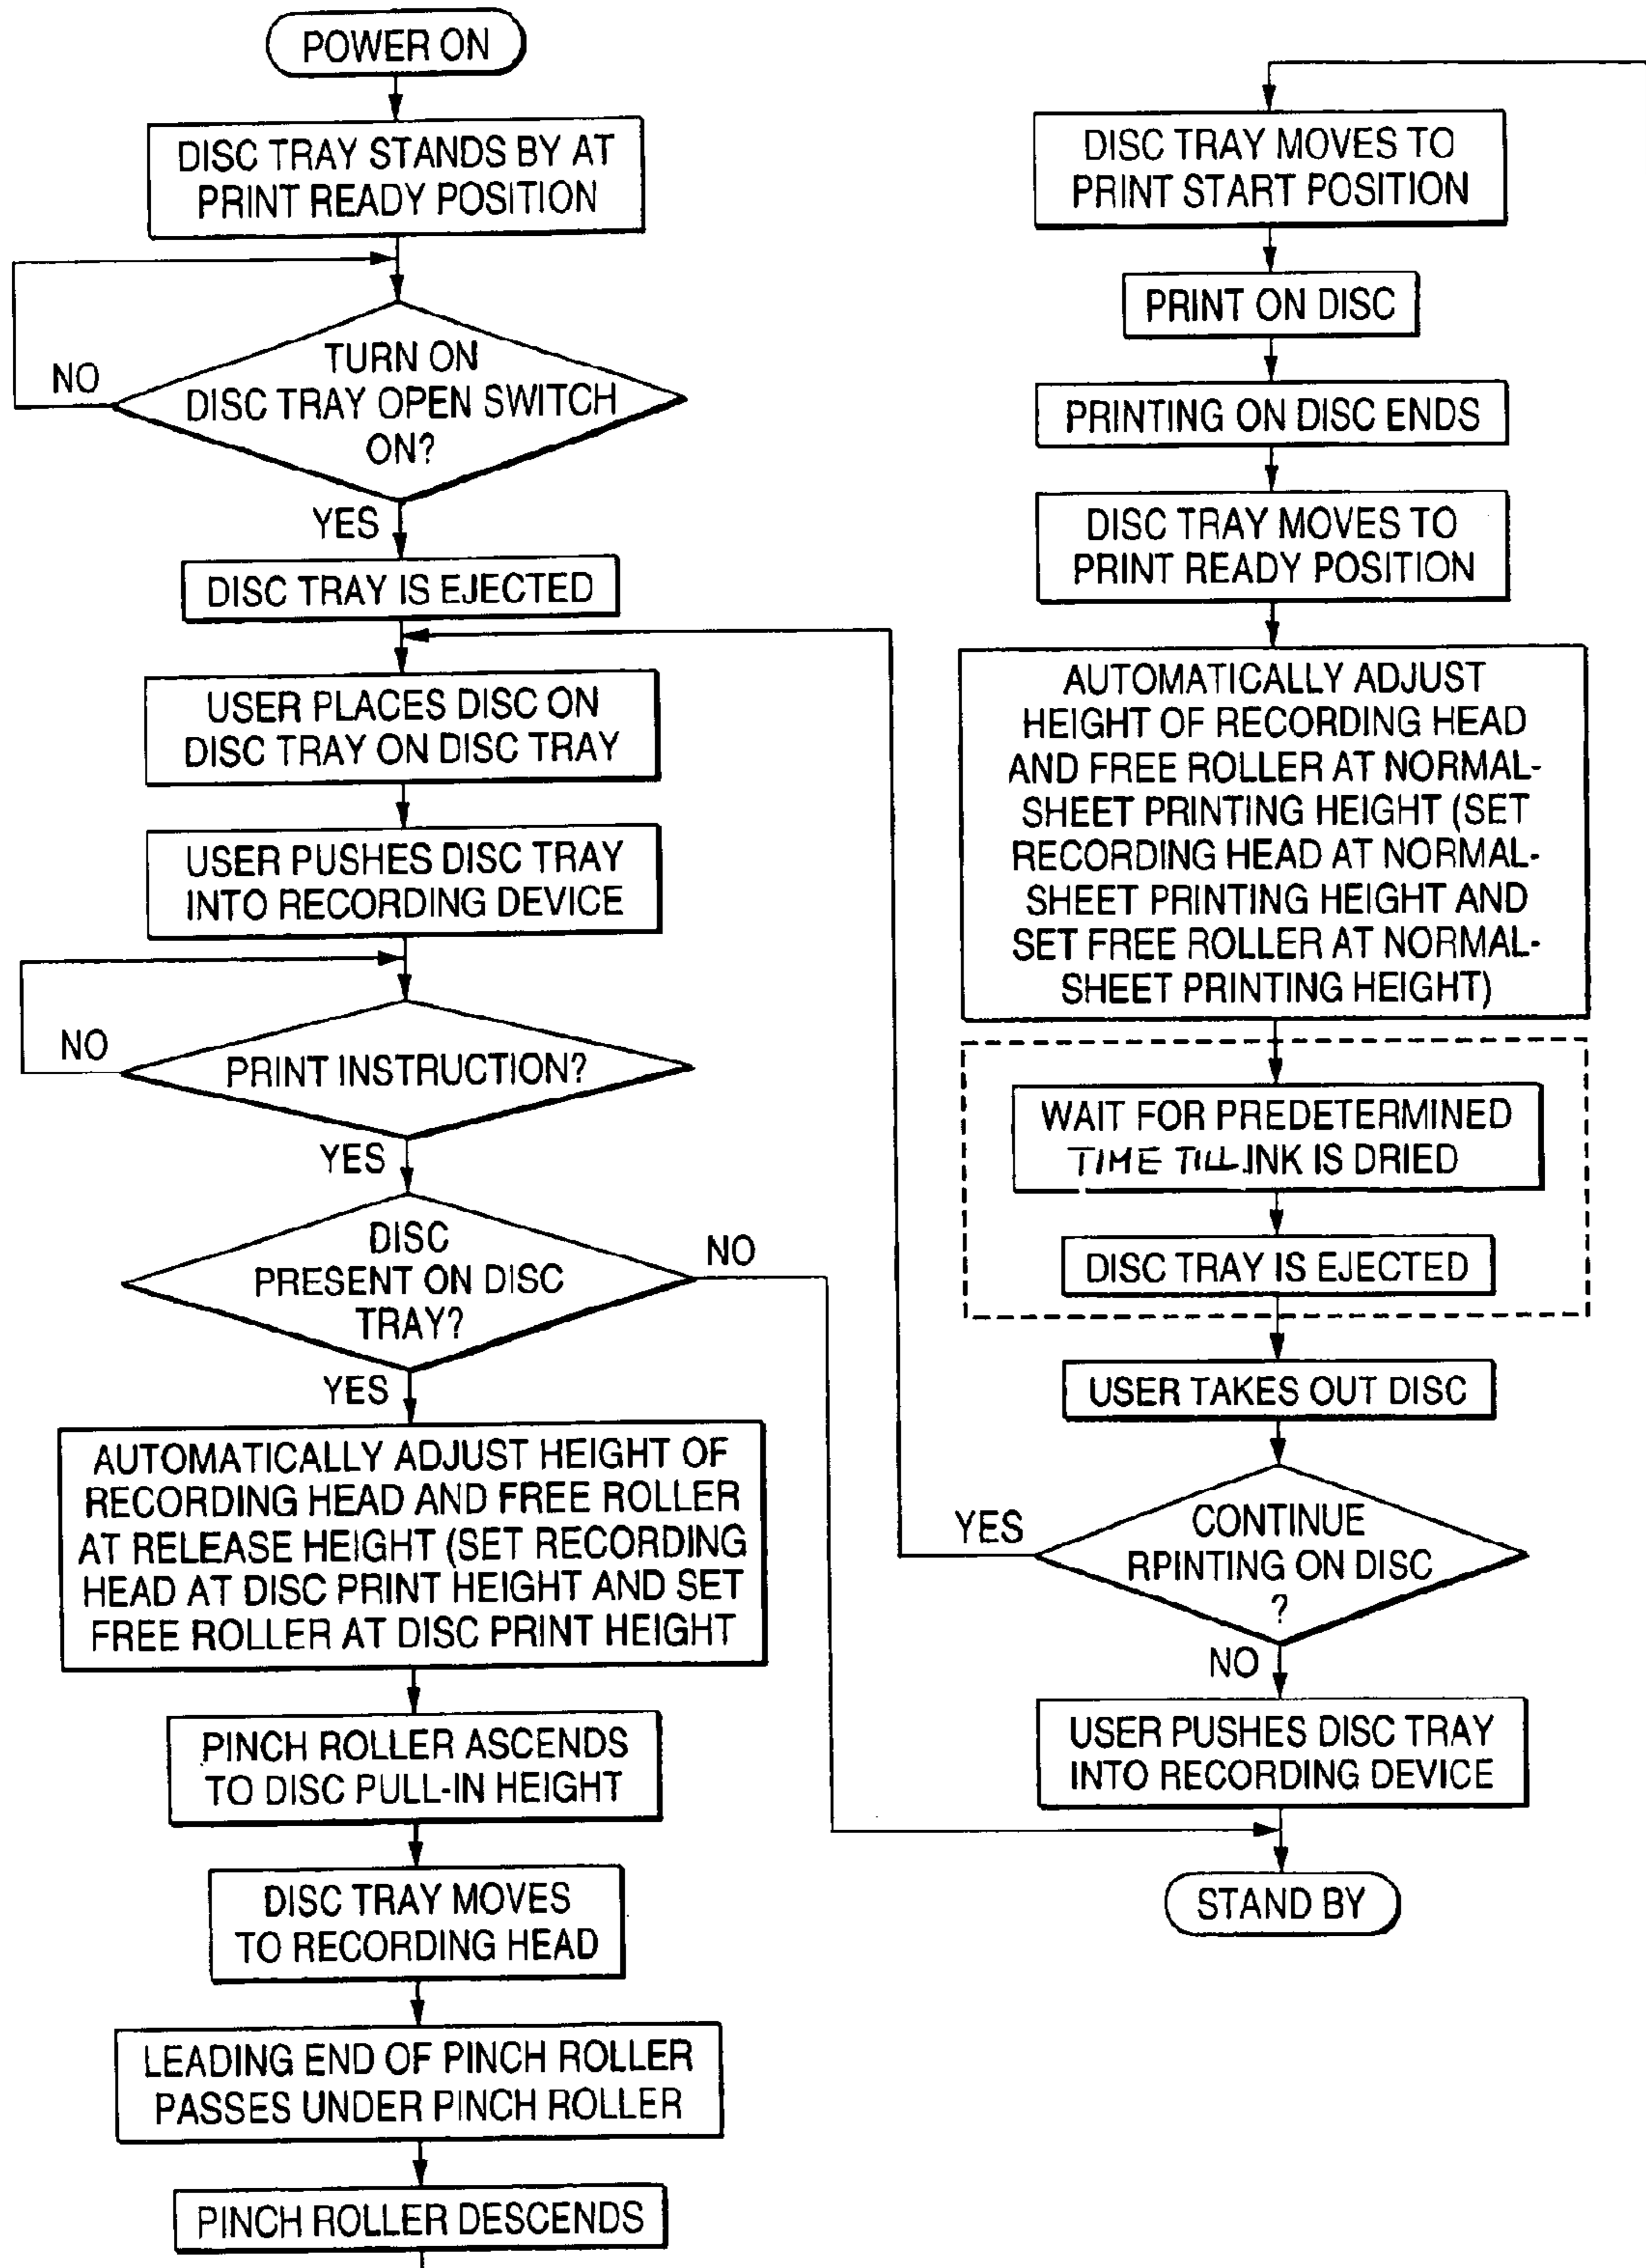 POWER ON
DISC TRAY STANDS BY AT
PRINT READY POSITION
TURN ON
DISC TRAY OPEN SWITCH
ON?
NO
YES
DISC TRAY IS EJECTED
USER PLACES DISC ON
DISC TRAY ON DISC TRAY
USER PUSHES DISC TRAY
INTO RECORDING DEVICE
PRINT INSTRUCTION?
NO
YES
DISC
PRESENT ON DISC
TRAY?
NO
YES
AUTOMATICALLY ADJUST HEIGHT OF
RECORDING HEAD AND FREE ROLLER
AT RELEASE HEIGHT (SET RECORDING
HEAD AT DISC PRINT HEIGHT AND SET
FREE ROLLER AT DISC PRINT HEIGHT
PINCH ROLLER ASCENDS
TO DISC PULL-IN HEIGHT
DISC TRAY MOVES
TO RECORDING HEAD
LEADING END OF PINCH ROLLER
PASSES UNDER PINCH ROLLER
PINCH ROLLER DESCENDS
DISC TRAY MOVES TO
PRINT START POSITION
PRINT ON DISC
PRINTING ON DISC ENDS
DISC TRAY MOVES TO
PRINT READY POSITION
AUTOMATICALLY ADJUST
HEIGHT OF RECORDING HEAD
AND FREE ROLLER AT NORMAL-
SHEET PRINTING HEIGHT (SET
RECORDING HEAD AT NORMAL-
SHEET PRINTING HEIGHT AND
SET FREE ROLLER AT NORMAL-
SHEET PRINTING HEIGHT)
WAIT FOR PREDETERMINED
TIME TILL INK IS DRIED
DISC TRAY IS EJECTED
USER TAKES OUT DISC
CONTINUE
RPINTING ON DISC
?
YES
NO
USER PUSHES DISC TRAY
INTO RECORDING DEVICE
STAND BY